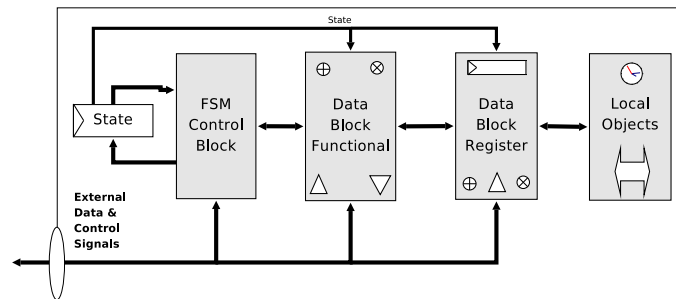 State
State
FSM
Control
Block
Data
Block
Functional
Data
Block
Register
Local
Objects
External
Data &
Control
Signals